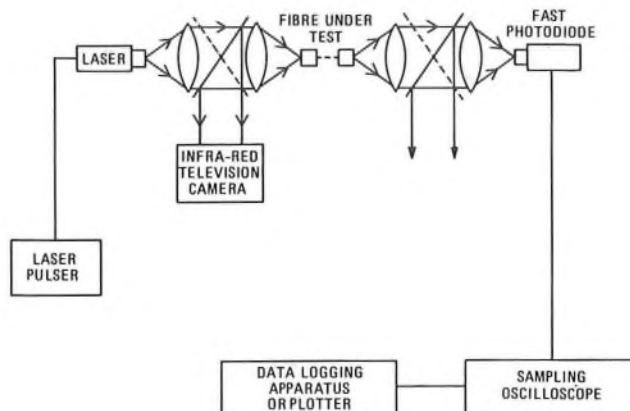 FIBRE UNDER
TEST
FAST
PHOTODIODE
LASER
INFRA-RED
TELEVISION
CAMERA
LASER
PULSER
DATA LOGGING
APPARATUS
OR PLOTTER
SAMPLING
OSCILLOSCOPE